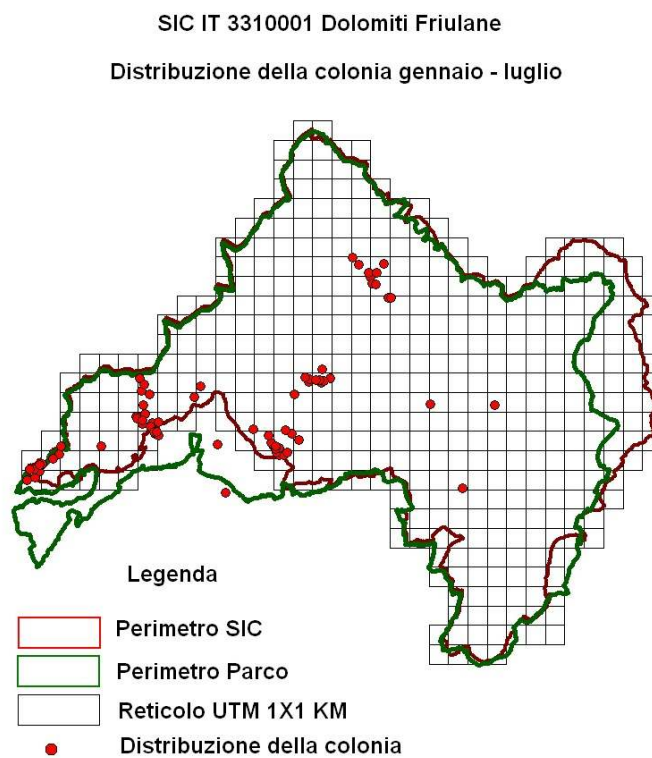 SIC IT 3310001 Dolomiti Friulane
Distribuzione della colonia gennaio - luglio
Legenda
Perimetro SIC
Perimetro Parco
Reticolo UTM 1X1 KM
Distribuzione della colonia